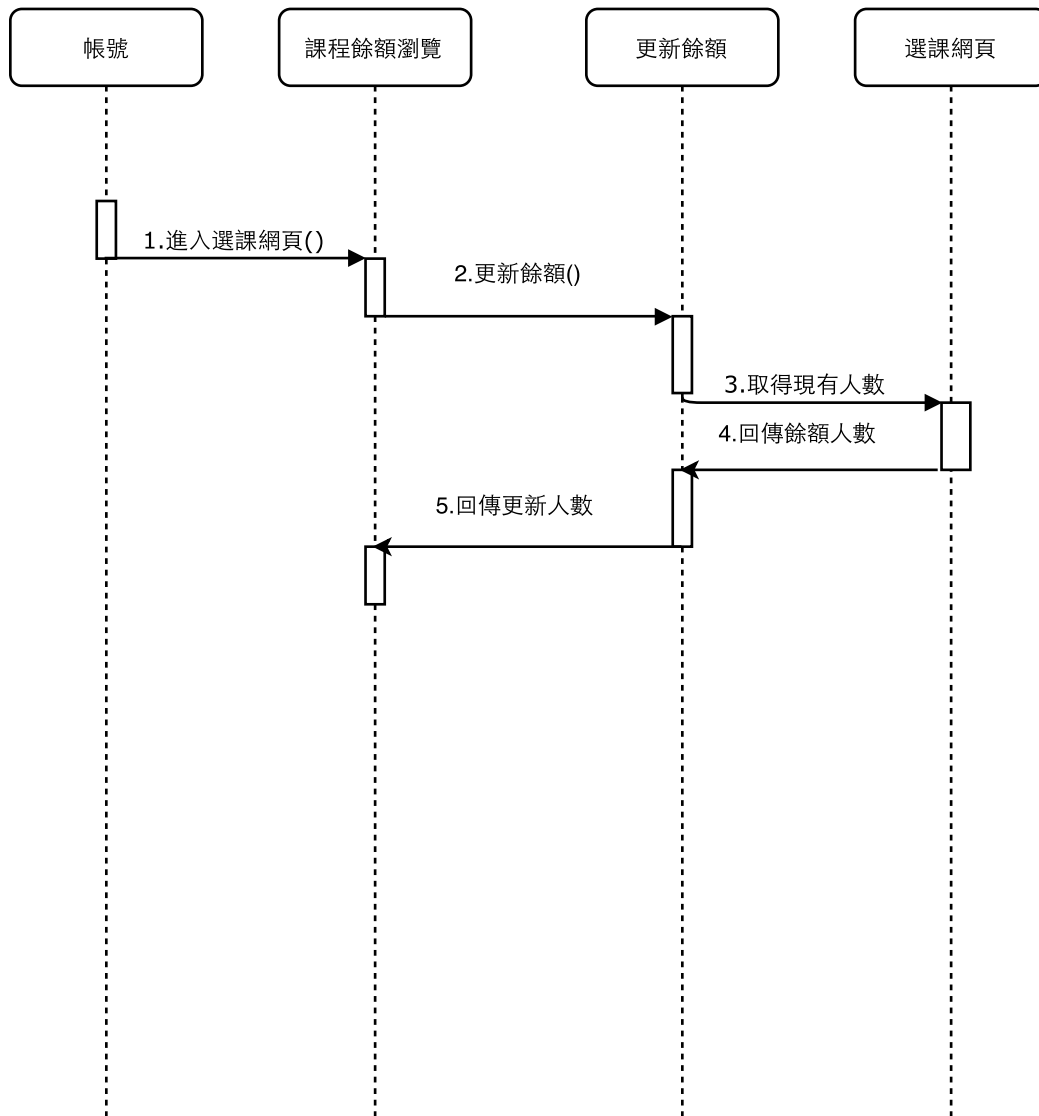 帳號
課程餘額瀏覽
更新餘額
選課網頁
1.進入選課網頁()
2.更新餘額()
3.取得現有人數
4.回傳餘額人數
5.回傳更新人數